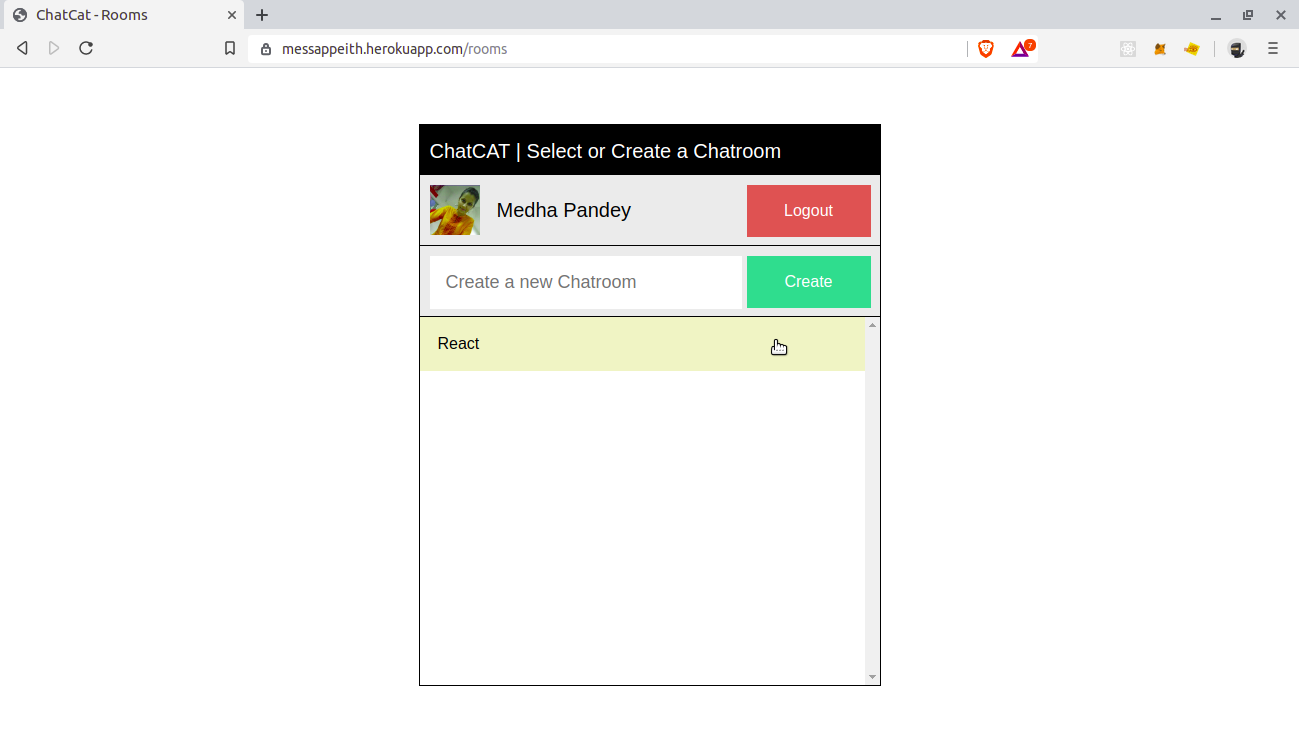 ChatCat - Rooms
messappeith.herokuapp.com/rooms
7
ChatCAT | Select or Create a Chatroom
Medha Pandey
Logout
Create a new Chatroom
Create
React